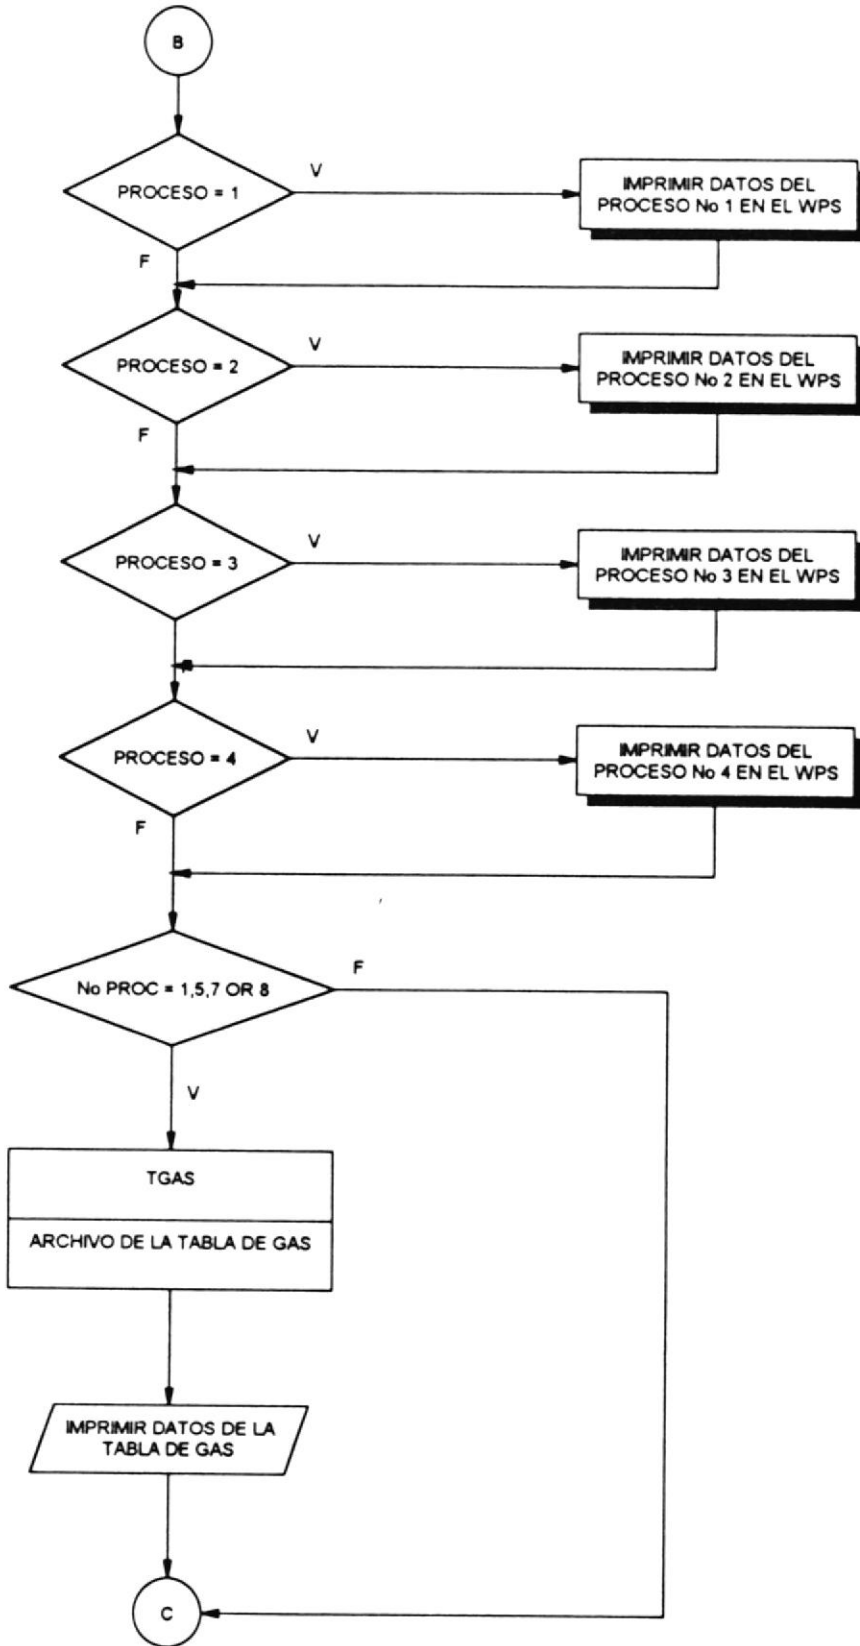 B
PROCESO = 1
V
IMPRIMIR DATOS DEL
PROCESO No 1 EN EL WPS
F
PROCESO = 2
V
IMPRIMIR DATOS DEL
PROCESO No 2 EN EL WPS
F
PROCESO = 3
V
IMPRIMIR DATOS DEL
PROCESO No 3 EN EL WPS
PROCESO = 4
V
IMPRIMIR DATOS DEL
PROCESO No 4 EN EL WPS
F
No PROC = 1,5,7 OR 8
F
V
TGAS
ARCHIVO DE LA TABLA DE GAS
IMPRIMIR DATOS DE LA
TABLA DE GAS
C